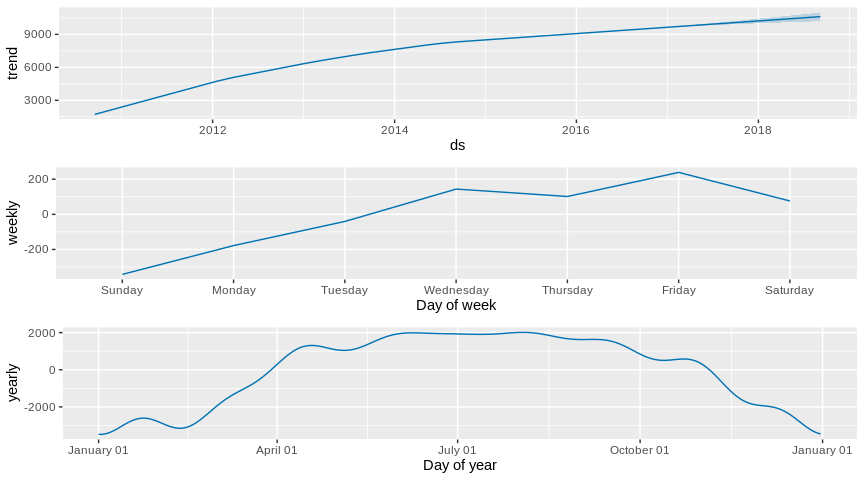 trend
9000
6000
3000
2012 2014 2016 2018
ds
weekly
200
0
-200
Sunday Monday Tuesday Wednesday Thursday Friday Saturday
Day of week
yearly
2000
0
-2000
January 01 April 01 July 01 October 01 January 01
Day of year